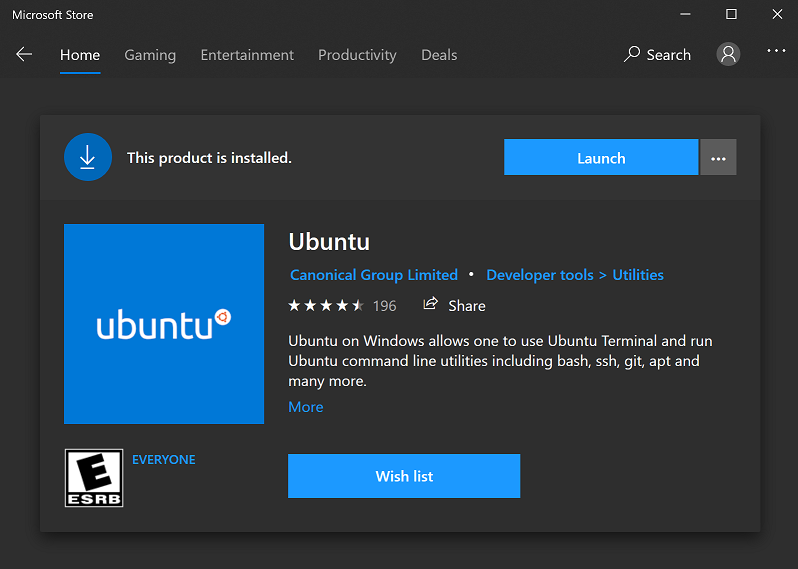 Microsoft Store
Home Gaming Entertainment Productivity Deals Search
This product is installed. Launch
ubuntu
Ubuntu
Canonical Group Limited • Developer tools > Utilities
196 Share
Ubuntu on Windows allows one to use Ubuntu Terminal and run
Ubuntu command line utilities including bash, ssh, git, apt and
many more.
More
E
ESRB
EVERYONE
Wish list